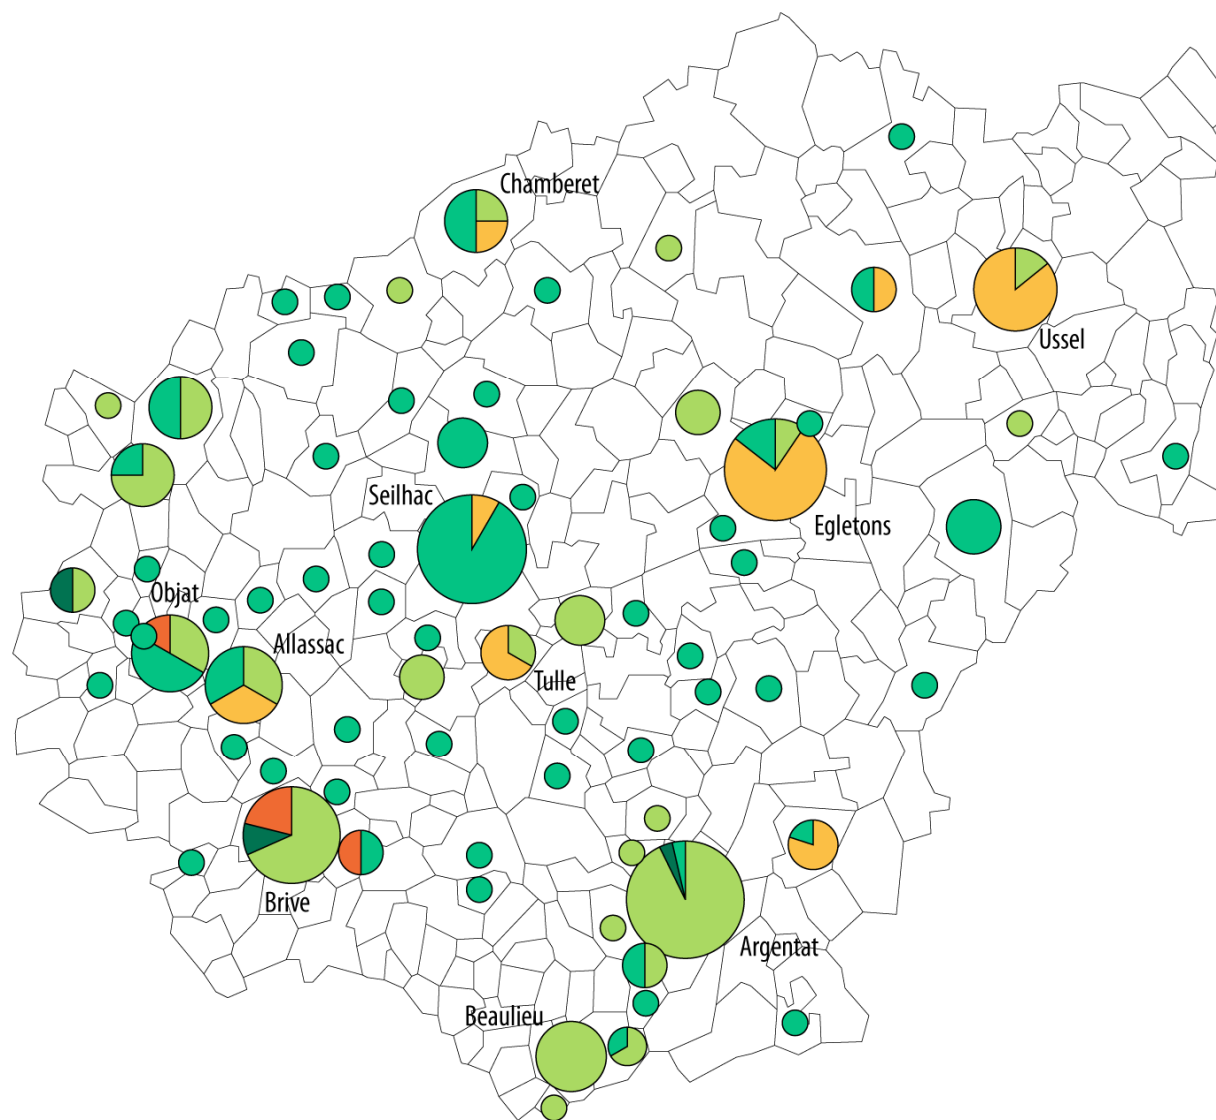 Chamberet
Ussel
Seilhac
Egletons
Objat
Allassac
Tulle
Brive
Argentat
Beaulieu